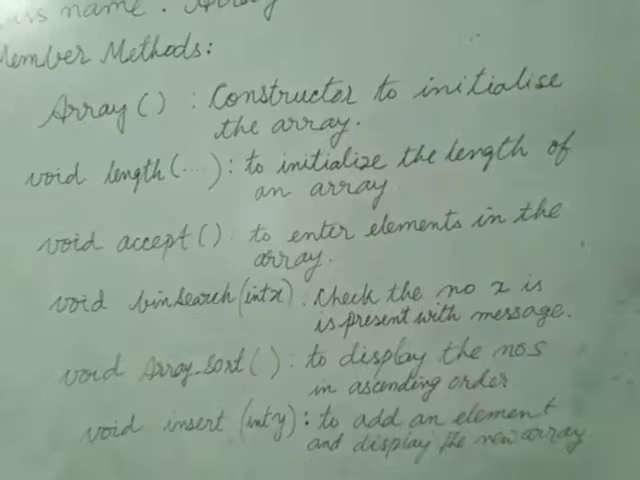 class name : Array
Member Methods:
Array() : Constructor to initialise
the array.
void length(...) : to initialize the length of
an array
void accept() to enter elements in the
array.
void binsearch(int x) . Check the no x is
is present with message.
void Array_sort() : to display the nos
in ascending order
void insert (int y) : to add an element
and display the new array